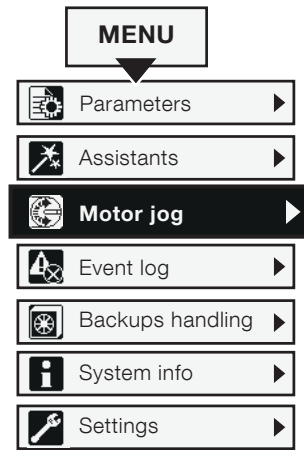 MENU
Parameters
Assistants
Motor jog
Event log
Backups handling
System info
Settings